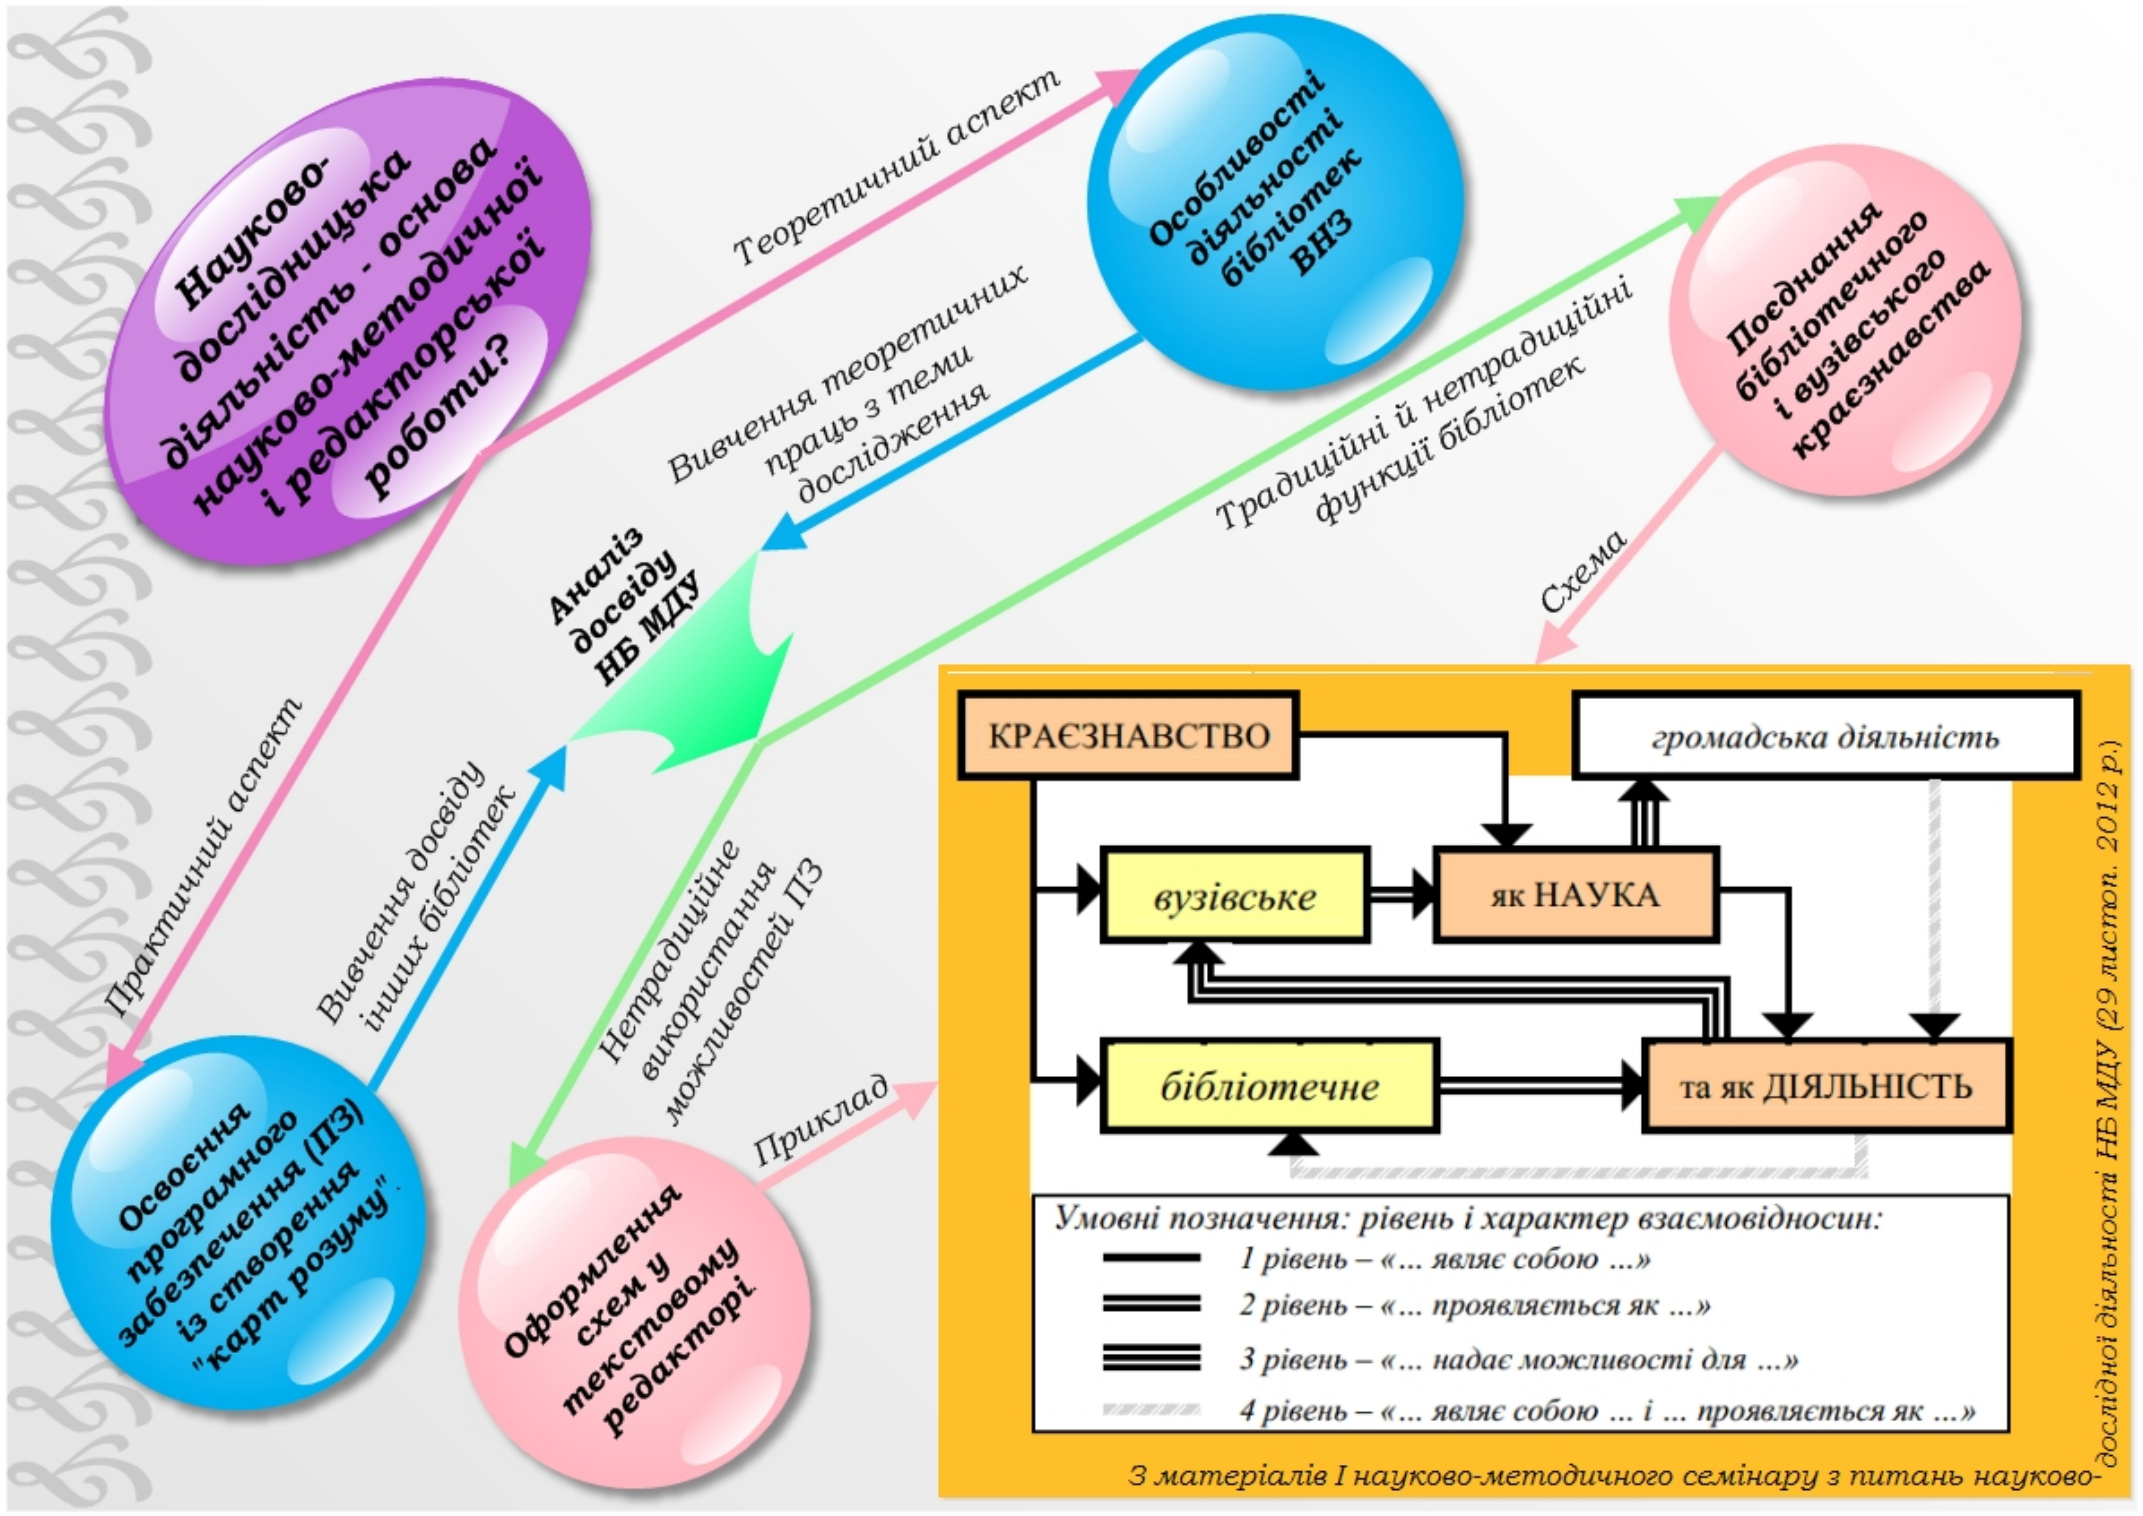 Науково-
дослідницька
діяльність - основа
науково-методичної
і редакторської
роботи?
Теоретичний аспект
Особливості
діяльності
бібліотек
ВНЗ
Вивчення теоретичних
праць з теми
дослідження
Традиційні й нетрадиційні
функції бібліотек
Поєднання
бібліотечного
і вузівського
краєзнавства
Схема
Аналіз
досвіду
НБ МДУ
Практичний аспект
Вивчення досвіду
інших бібліотек
Нетрадиційне
використання
можливостей ПЗ
Освоєння
програмного
забезпечення (ПЗ)
із створення
"карт розуму".
Оформлення
схем у
текстовому
редакторі.
Приклад
КРАЄЗНАВСТВО
громадська діяльність
вузівське
як НАУКА
бібліотечне
та як ДІЯЛЬНІСТЬ
Умовні позначення: рівень і характер взаємовідносин:
1 рівень – «... являє собою ...»
2 рівень – «... проявляється як ...»
3 рівень – «... надає можливості для ...»
4 рівень – «... являє собою ... і ... проявляється як ...»
З матеріалів І науково-методичного семінару з питань науково-
дослідної діяльності НБ МДУ (29 листоп. 2012 р.)